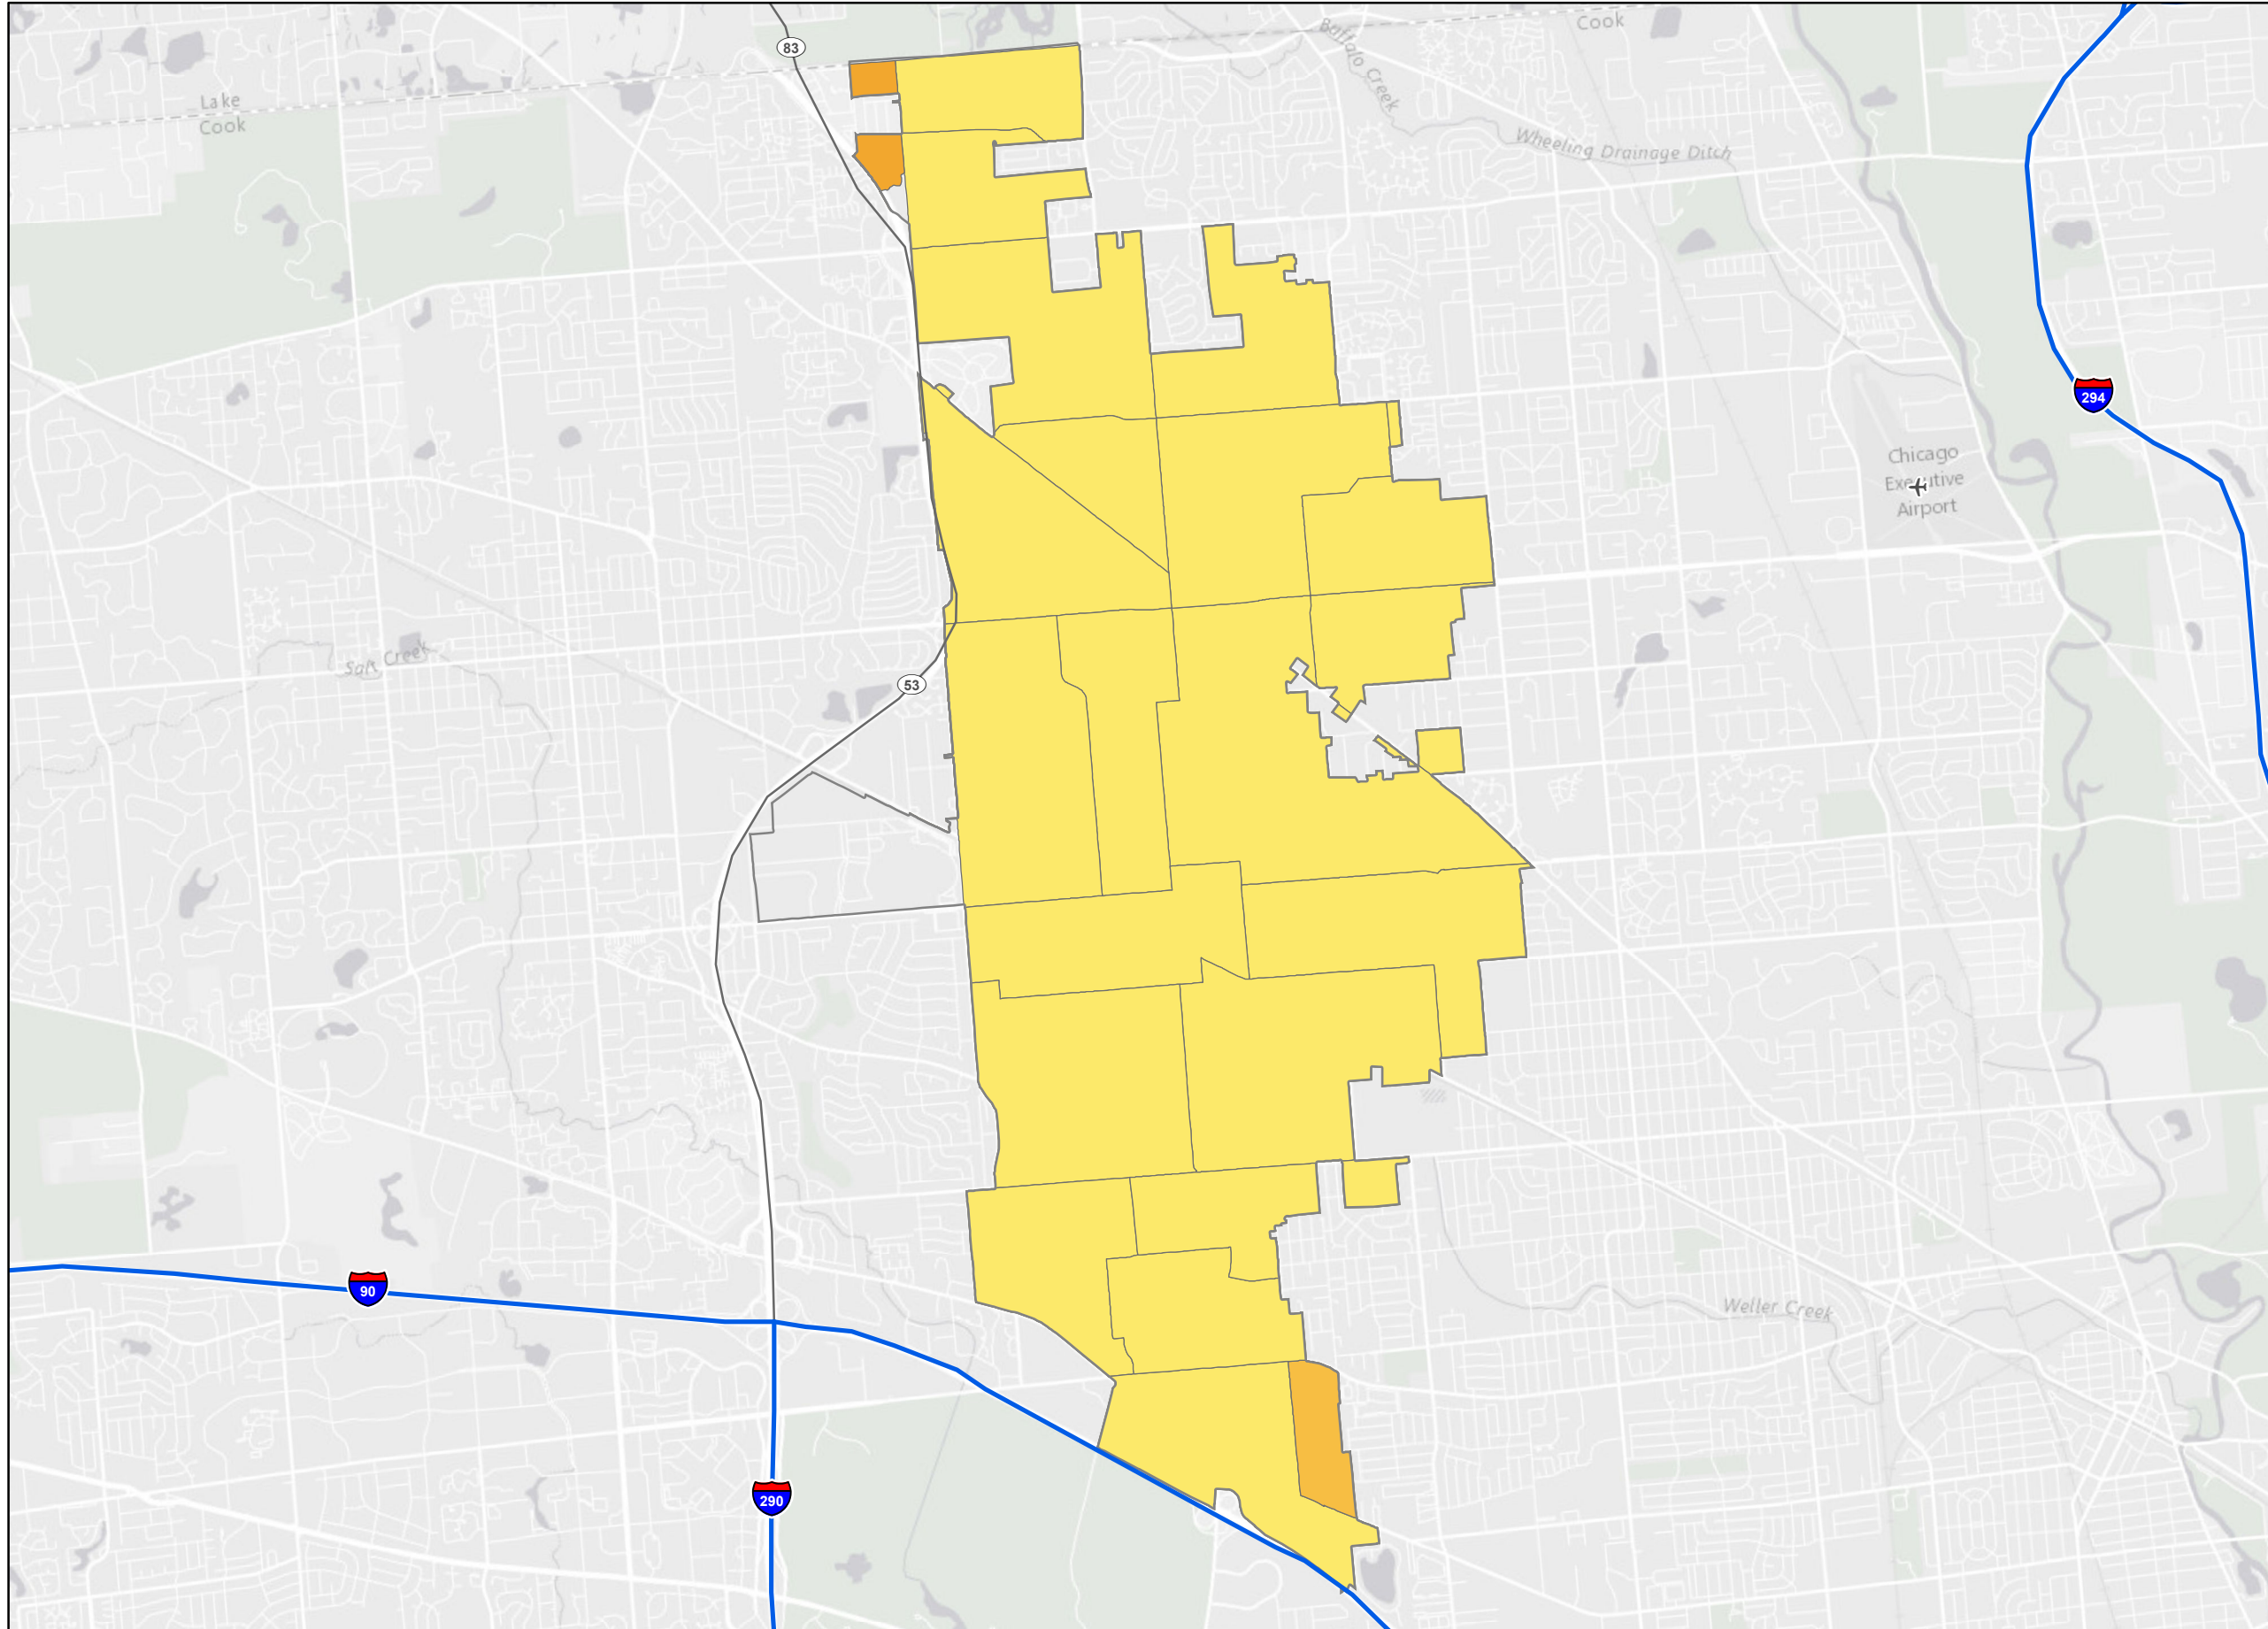 83
Buffalo Creek
Cook
Lake
Cook
Wheeling Drainage Ditch
294
Chicago
Executive
Airport
Salt Creek
53
90
Weller Creek
290